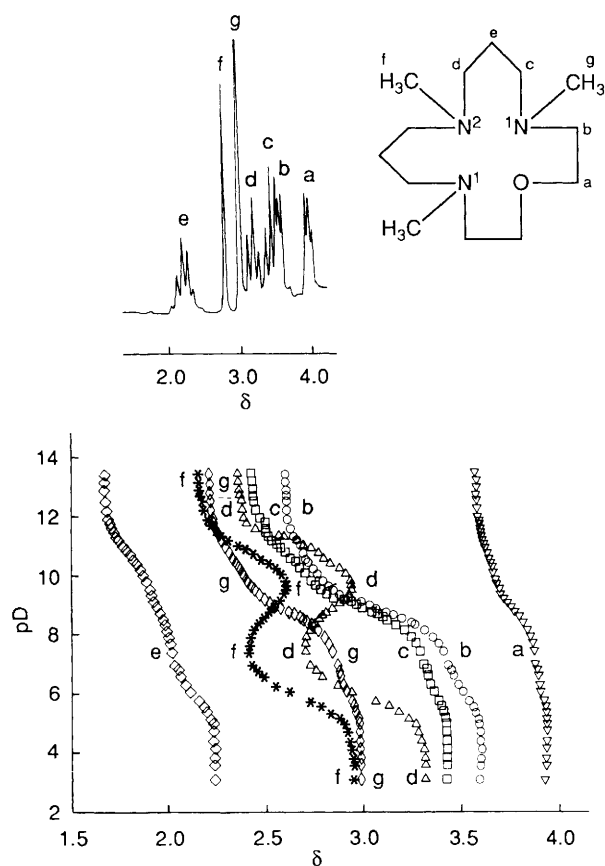 g
f
c
d
b
a
e
2.0 3.0 4.0
δ
e
f d c g
H₃C CH₃
N² ¹N b
N¹ O a
H₃C
14
12
10
8
6
4
2
pD
f g d c b
g f d
e f d g c b a
f g d
1.5 2.0 2.5 3.0 3.5 4.0
δ